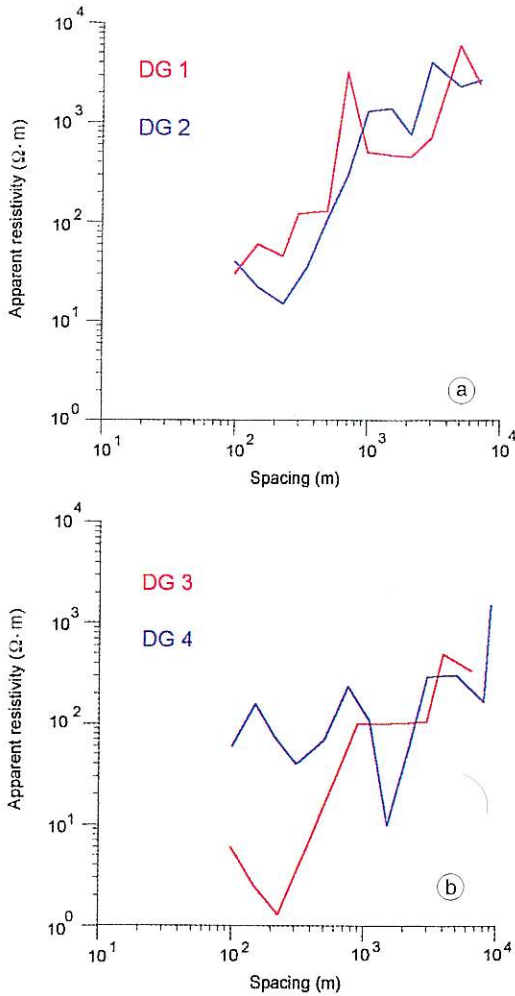 10⁴
DG 1
10³
DG 2
10²
10¹
10⁰
Apparent resistivity (Ω· m)
a
10¹ 10² 10³ 10⁴
Spacing (m)
10⁴
DG 3
10³
DG 4
10²
10¹
10⁰
Apparent resistivity (Ω· m)
b
10¹ 10² 10³ 10⁴
Spacing (m)